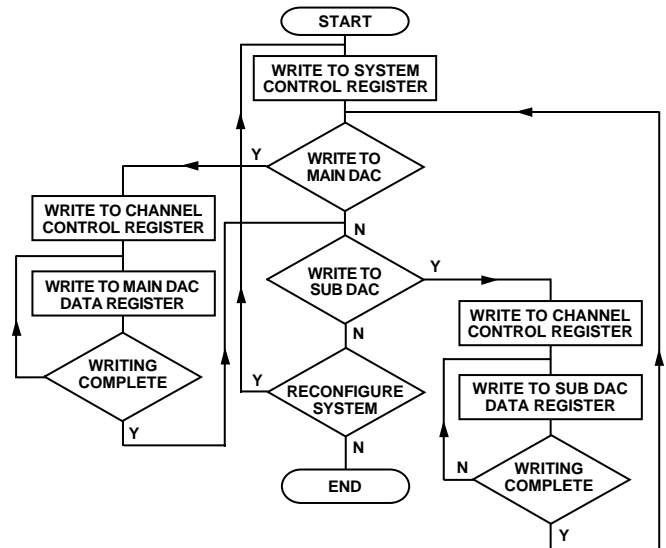 START
WRITE TO SYSTEM
CONTROL REGISTER
Y
WRITE TO
MAIN DAC
N
WRITE TO CHANNEL
CONTROL REGISTER
WRITE TO MAIN DAC
DATA REGISTER
WRITING
COMPLETE
Y
WRITE TO
SUB DAC
Y
N
WRITE TO CHANNEL
CONTROL REGISTER
WRITE TO SUB DAC
DATA REGISTER
N
WRITING
COMPLETE
Y
Y
RECONFIGURE
SYSTEM
N
END